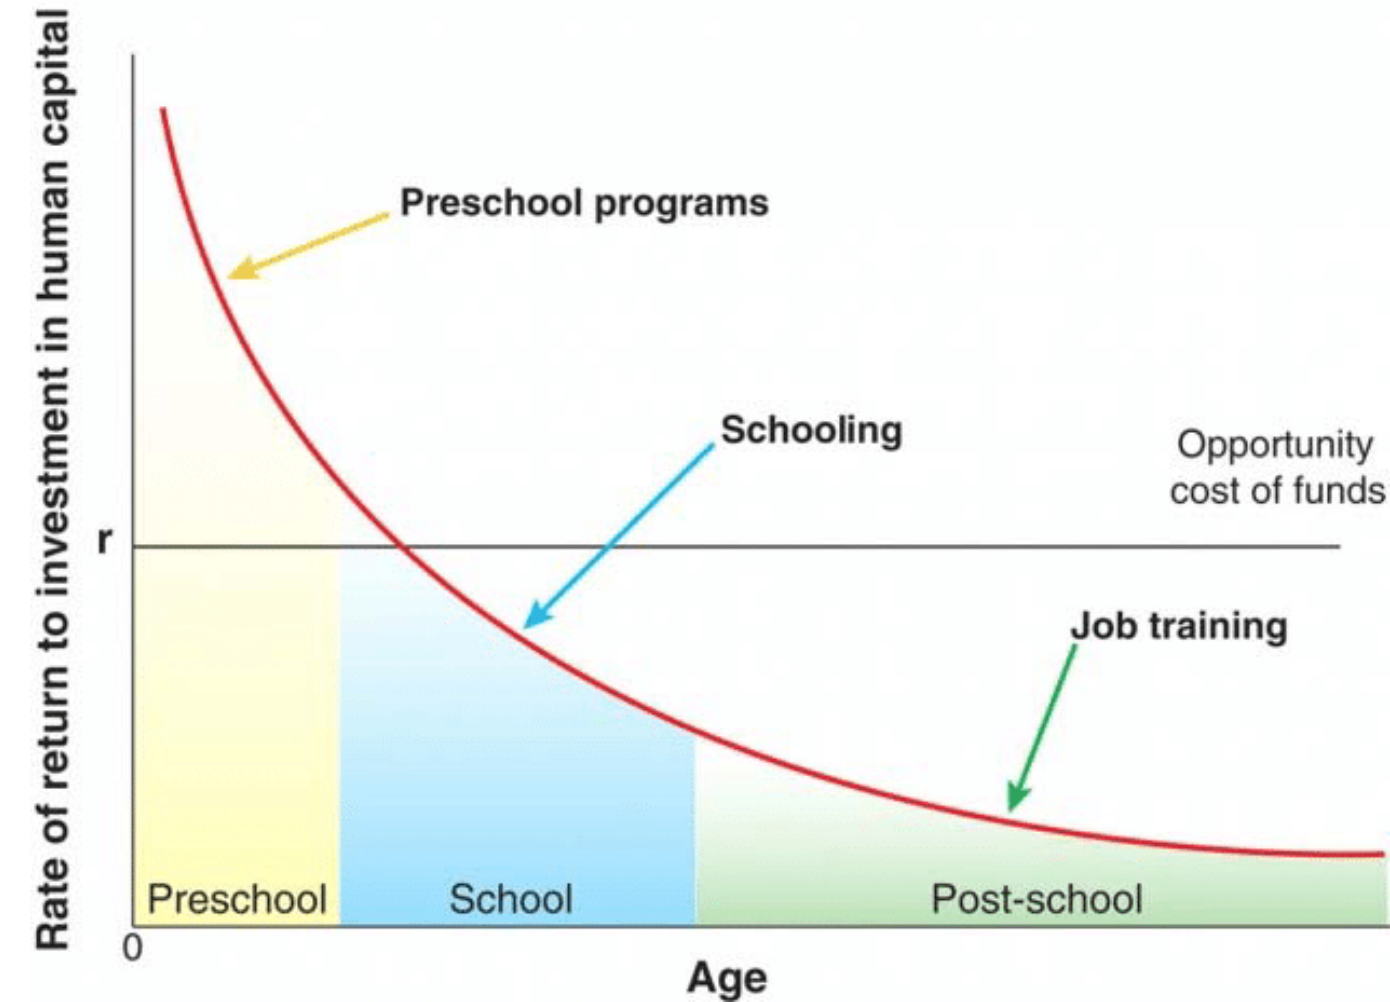 Rate of return to investment in human capital
Preschool programs
Schooling
Opportunity
cost of funds
r
Job training
Preschool
School
Post-school
0
Age